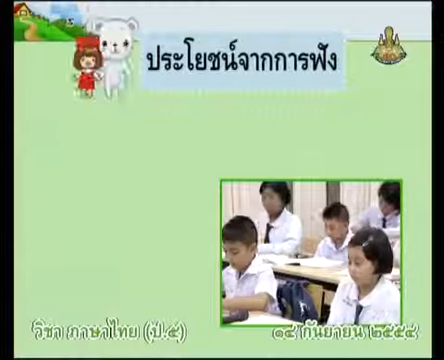 ประโยชน์จากการฟัง
วิชา ภาษาไทย (ป.๕)
๑๔ กันยายน ๒๕๕๔